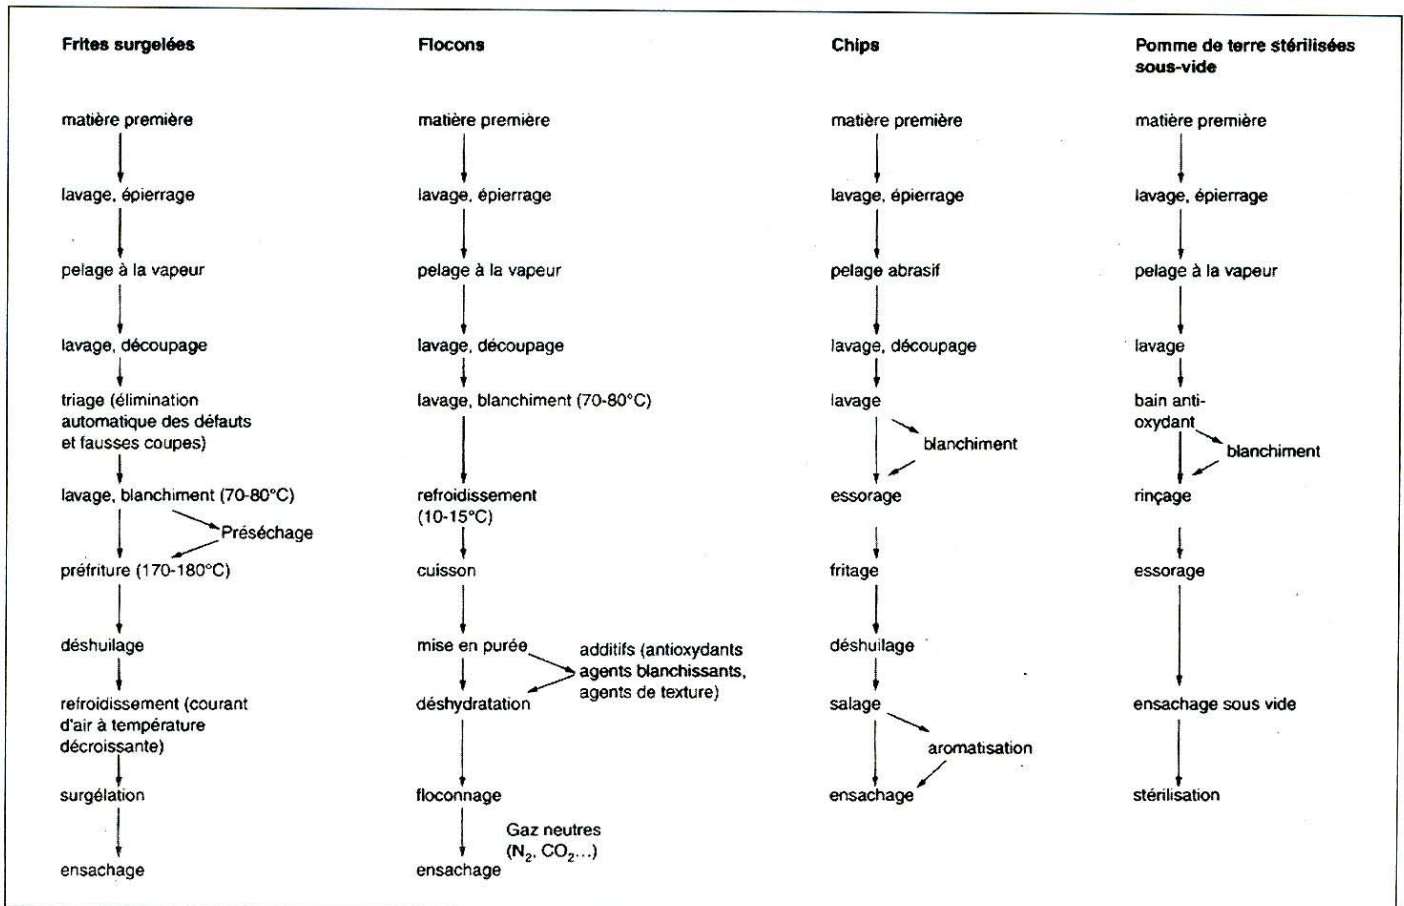 Frites surgelées
matière première
lavage, épierrage
pelage à la vapeur
lavage, découpage
triage (élimination
automatique des défauts
et fausses coupes)
lavage, blanchiment (70-80°C)
Préséchage
préfriture (170-180°C)
déshuilage
refroidissement (courant
d'air à température
décroissante)
surgélation
ensachage
Flocons
matière première
lavage, épierrage
pelage à la vapeur
lavage, découpage
lavage, blanchiment (70-80°C)
refroidissement
(10-15°C)
cuisson
mise en purée
additifs (antioxydants
agents blanchissants,
agents de texture)
déshydratation
floconnage
Gaz neutres
(N₂, CO₂...)
ensachage
Chips
matière première
lavage, épierrage
pelage abrasif
lavage, découpage
lavage
blanchiment
essorage
fritage
déshuilage
salage
aromatisation
ensachage
Pomme de terre stérilisées
sous-vide
matière première
lavage, épierrage
pelage à la vapeur
lavage
bain anti-
oxydant
blanchiment
rinçage
essorage
ensachage sous vide
stérilisation